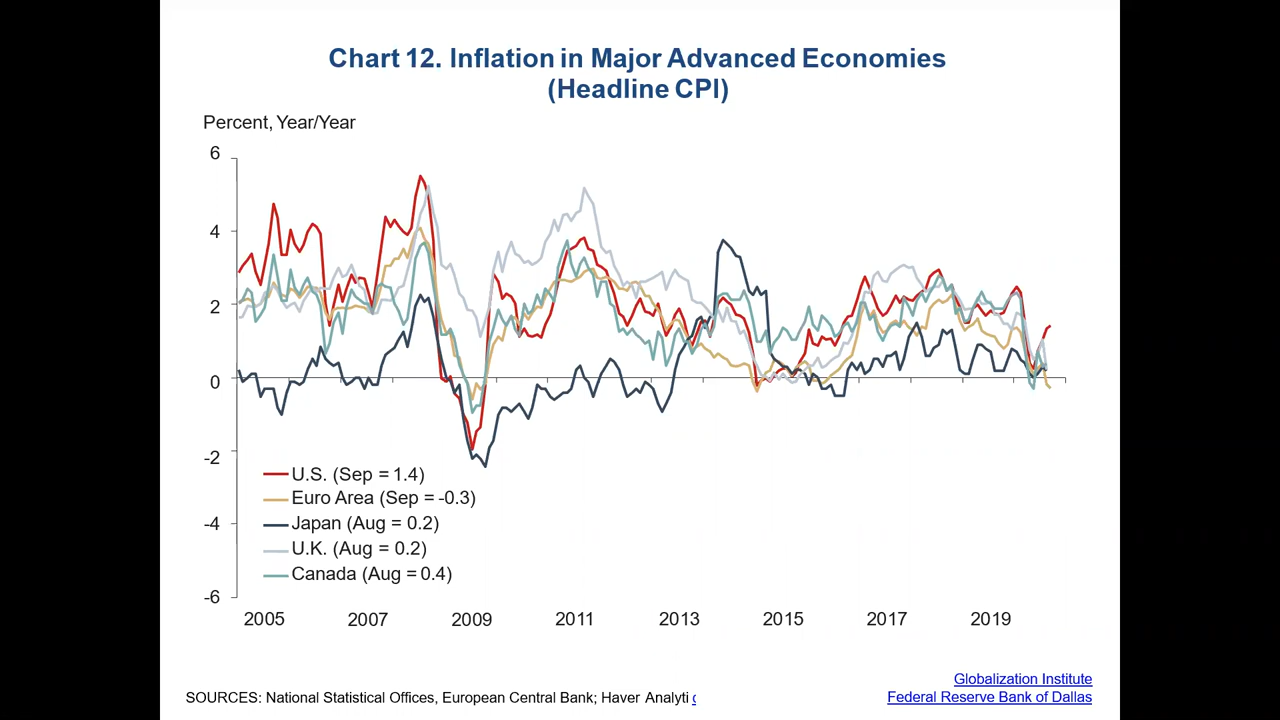 Chart 12. Inflation in Major Advanced Economies
(Headline CPI)
Percent, Year/Year
6
4
2
0
-2
-4
-6
U.S. (Sep = 1.4)
Euro Area (Sep = -0.3)
Japan (Aug = 0.2)
U.K. (Aug = 0.2)
Canada (Aug = 0.4)
2005 2007 2009 2011 2013 2015 2017 2019
Globalization Institute
SOURCES: National Statistical Offices, European Central Bank; Haver Analyti c
Federal Reserve Bank of Dallas